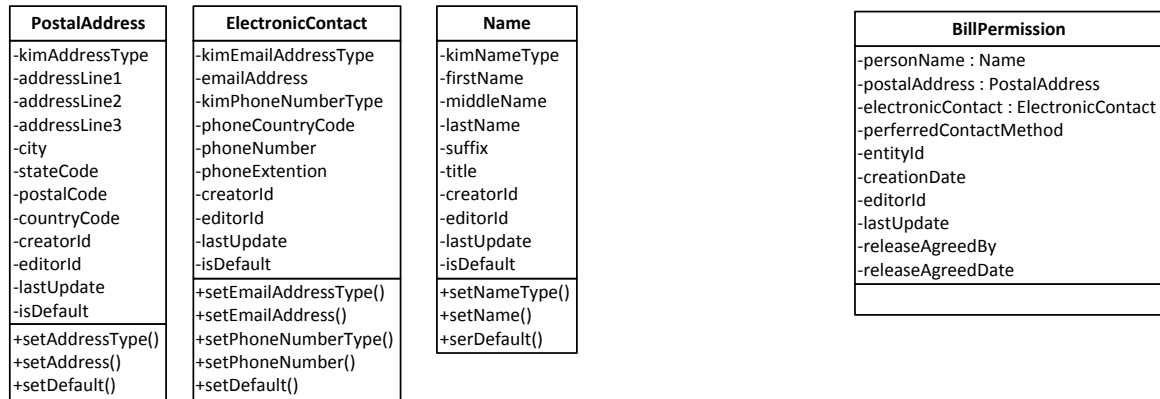 PostalAddress
-kimAddressType
-addressLine1
-addressLine2
-addressLine3
-city
-stateCode
-postalCode
-countryCode
-creatorId
-editorId
-lastUpdate
-isDefault
+setAddressType()
+setAddress()
+setDefault()
ElectronicContact
-kimEmailAddressType
-emailAddress
-kimPhoneNumberType
-phoneCountryCode
-phoneNumber
-phoneExtention
-creatorId
-editorId
-lastUpdate
-isDefault
+setEmailAddressType()
+setEmailAddress()
+setPhoneNumberType()
+setPhoneNumber()
+setDefault()
Name
-kimNameType
-firstName
-middleName
-lastName
-suffix
-title
-creatorId
-editorId
-lastUpdate
-isDefault
+setNameType()
+setName()
+serDefault()
BillPermission
-personName : Name
-postalAddress : PostalAddress
-electronicContact : ElectronicContact
-perferredContactMethod
-entityId
-creationDate
-editorId
-lastUpdate
-releaseAgreedBy
-releaseAgreedDate